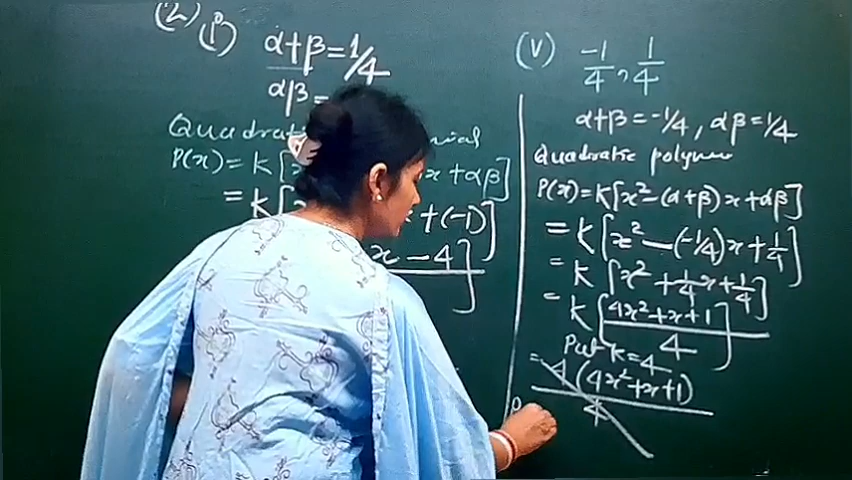 (2)
(i) α+β=1/4
αβ=
P(x)= K[ x+αβ]
= K[ +(-1)]
x-4]
(v) -1/4, 1/4
α+β=-1/4, αβ=1/4
Quadratic polynom
P(x)=K[x²-(α+β)x+αβ]
=K[x²-(-1/4)x+1/4]
=K[x²+1/4x+1/4]
=K[4x²+x+1/4]
Put K=4
=4(4x²+x+1)/4